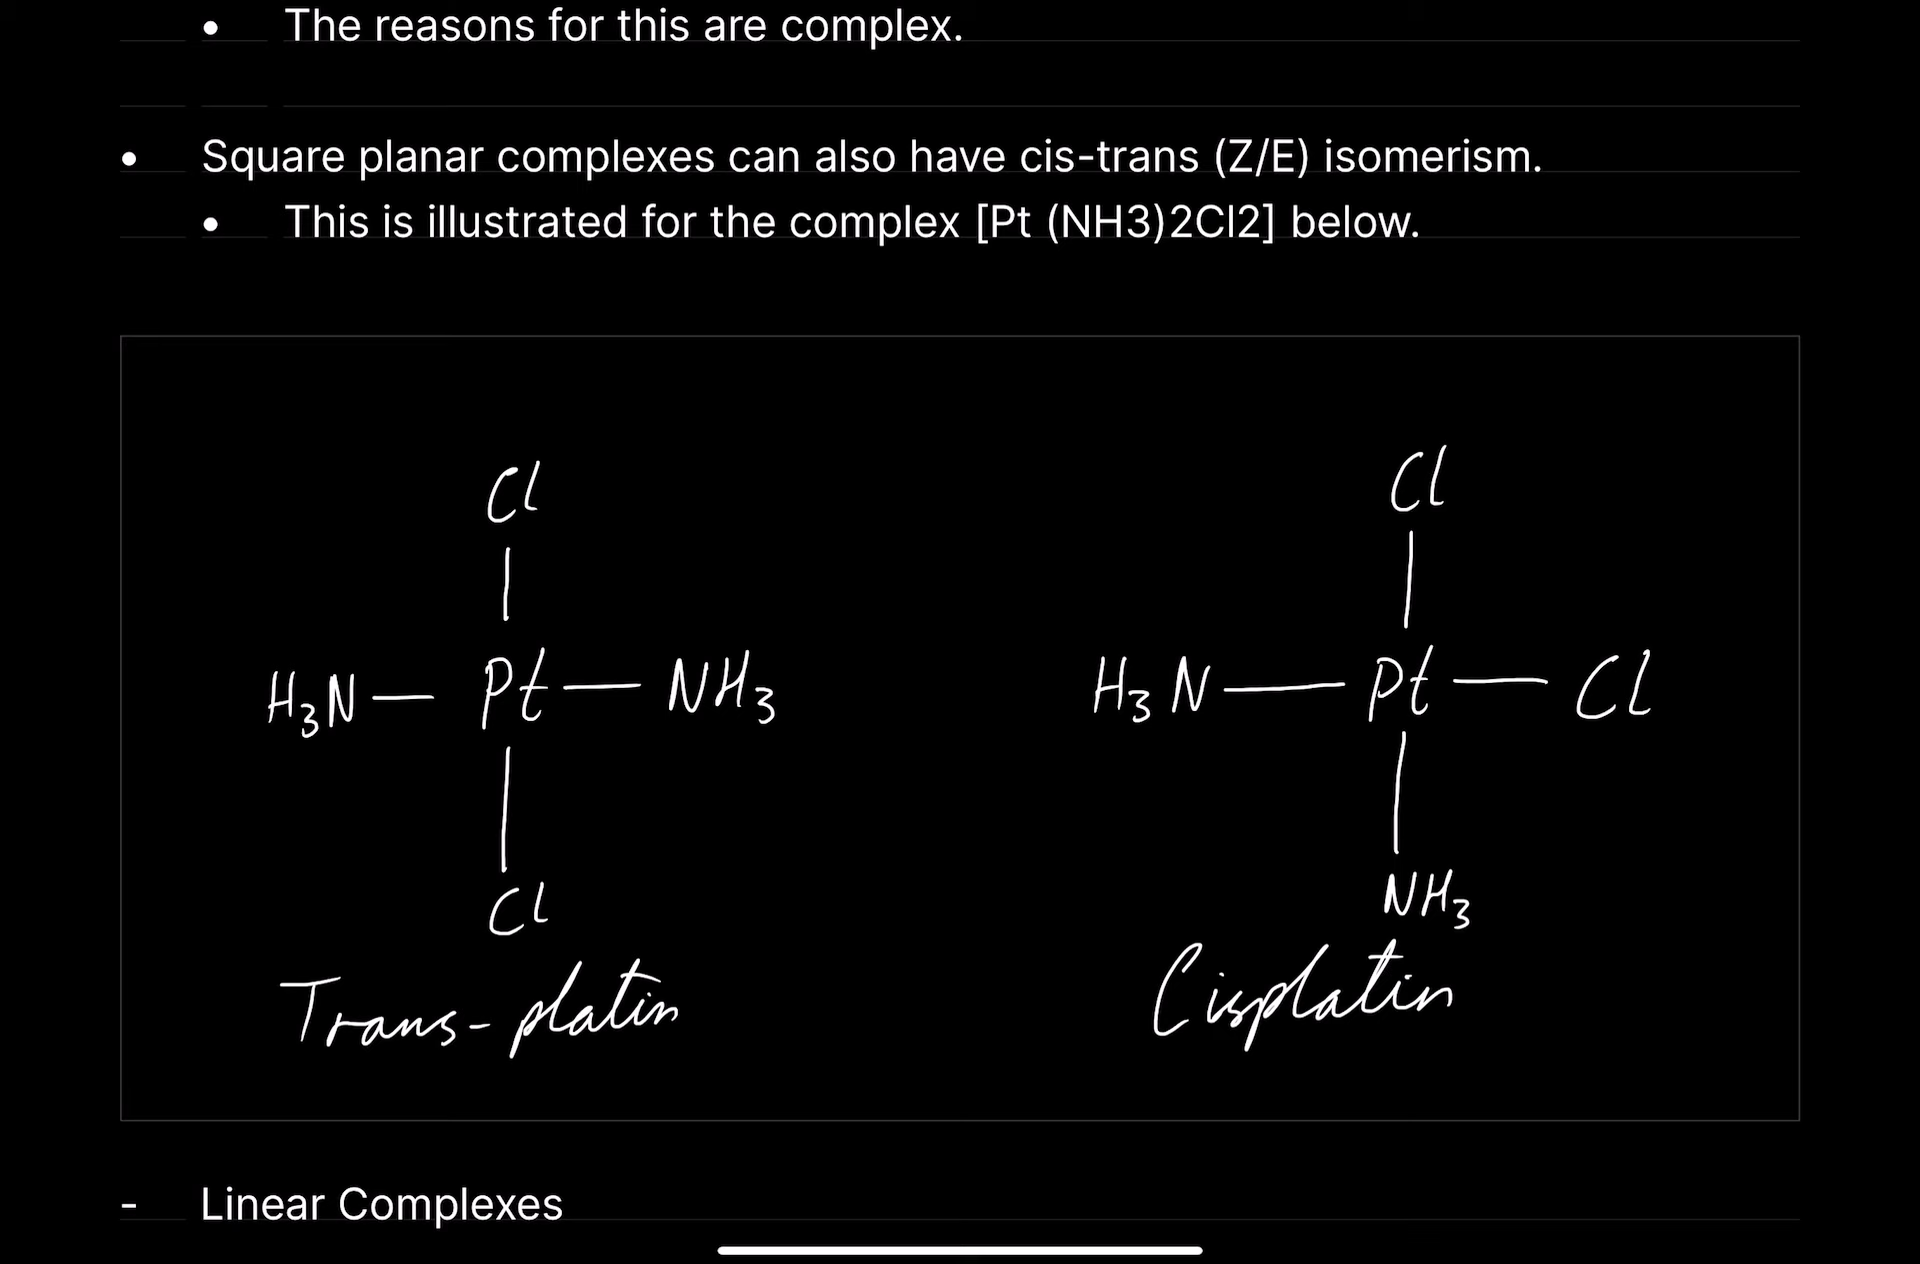 • The reasons for this are complex.
• Square planar complexes can also have cis-trans (Z/E) isomerism.
• This is illustrated for the complex [Pt (NH3)2Cl2] below.
Cl
H₃N — Pt — NH₃
Cl
Trans-platin
Cl
H₃N — Pt — Cl
NH₃
Cisplatin
- Linear Complexes